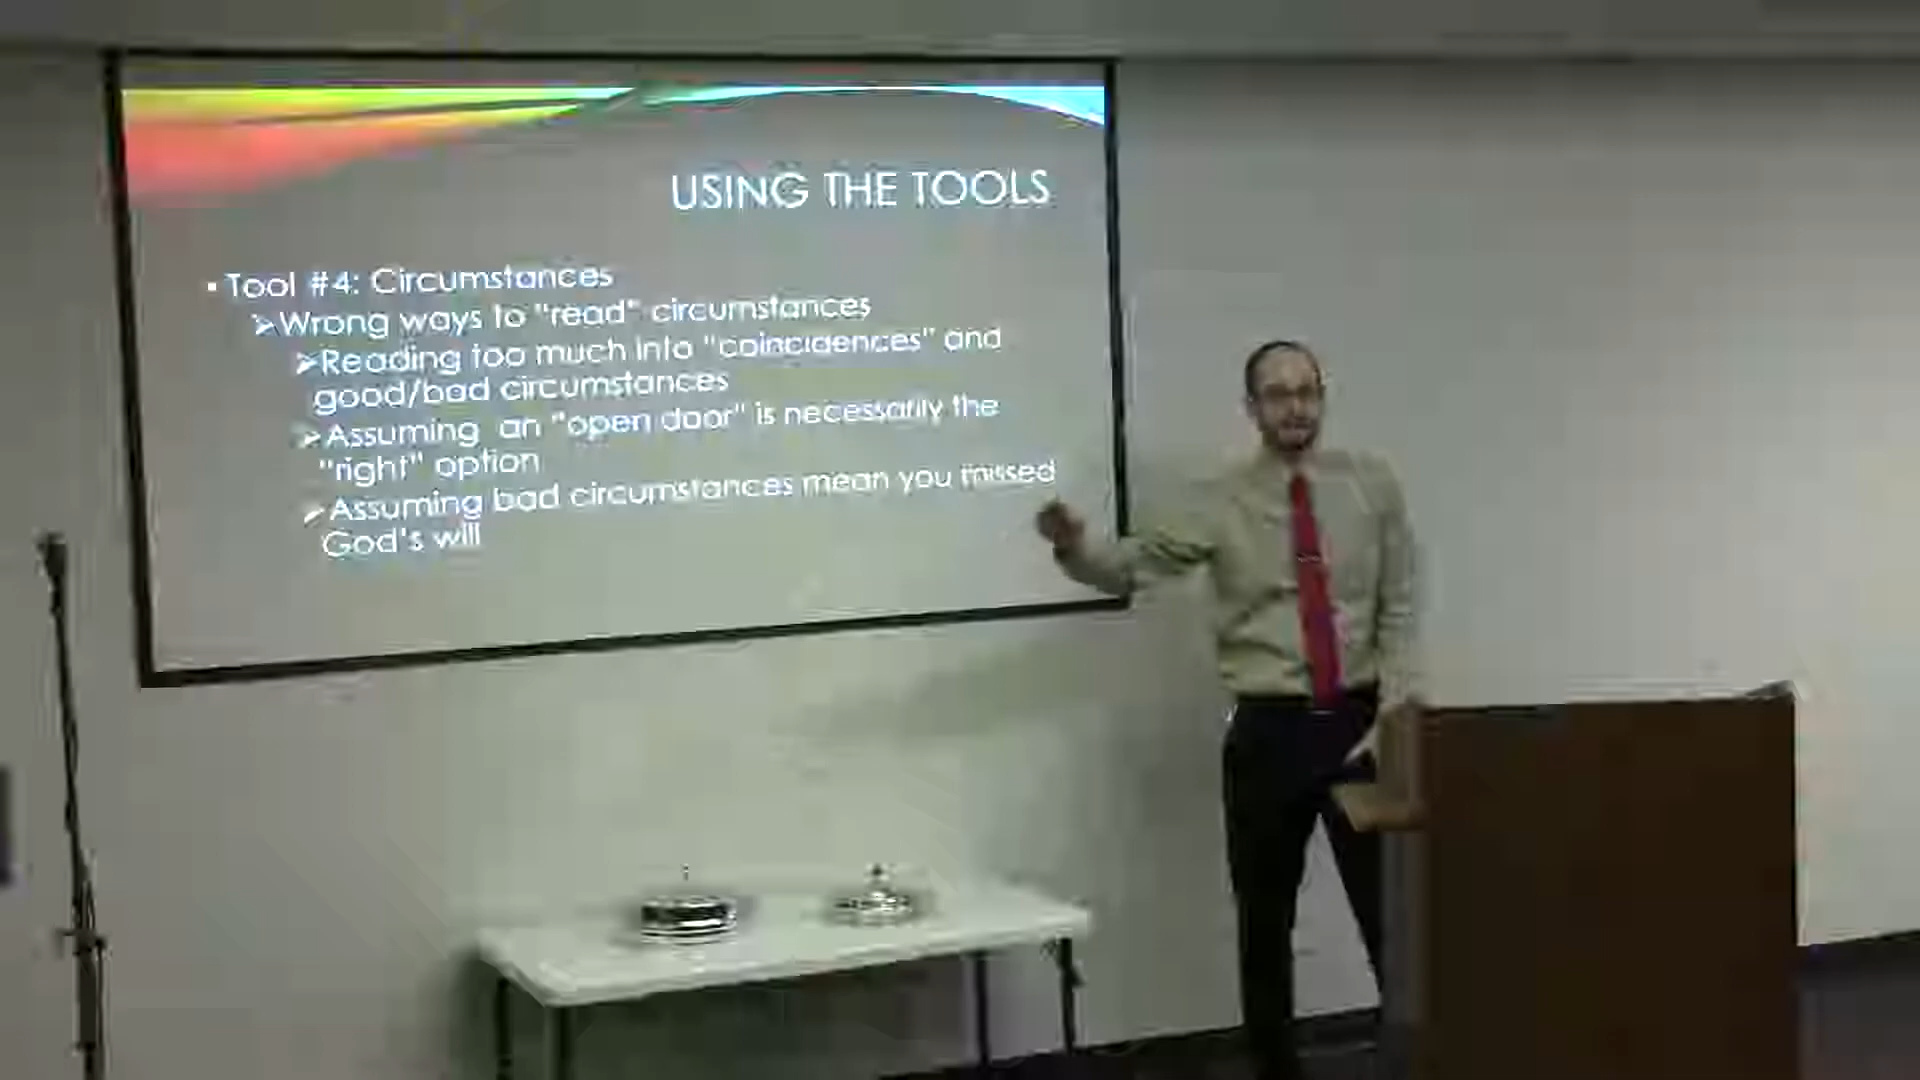 USING THE TOOLS
▪ Tool #4: Circumstances
➢Wrong ways to "read" circumstances
➢Reading too much into "coincidences" and
good/bad circumstances
➢Assuming an "open door" is necessarily the
"right" option
➢Assuming bad circumstances mean you missed
God's will